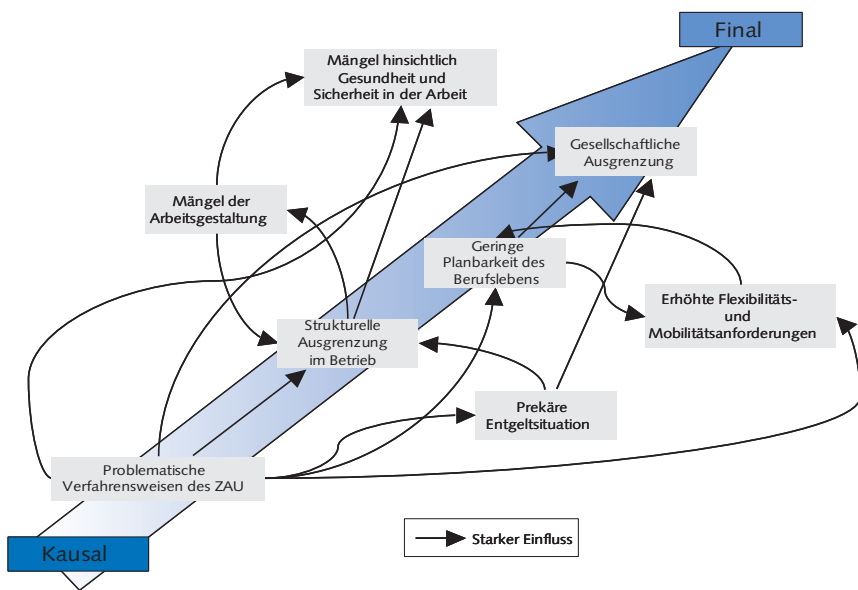 Final
Mängel hinsichtlich
Gesundheit und
Sicherheit in der Arbeit
Gesellschaftliche
Ausgrenzung
Mängel der
Arbeitsgestaltung
Geringe
Planbarkeit des
Berufslebens
Erhöhte Flexibilitäts-
und
Mobilitätsanforderungen
Strukturelle
Ausgrenzung
im Betrieb
Prekäre
Entgeltsituation
Problematische
Verfahrensweisen des ZAU
Starker Einfluss
Kausal